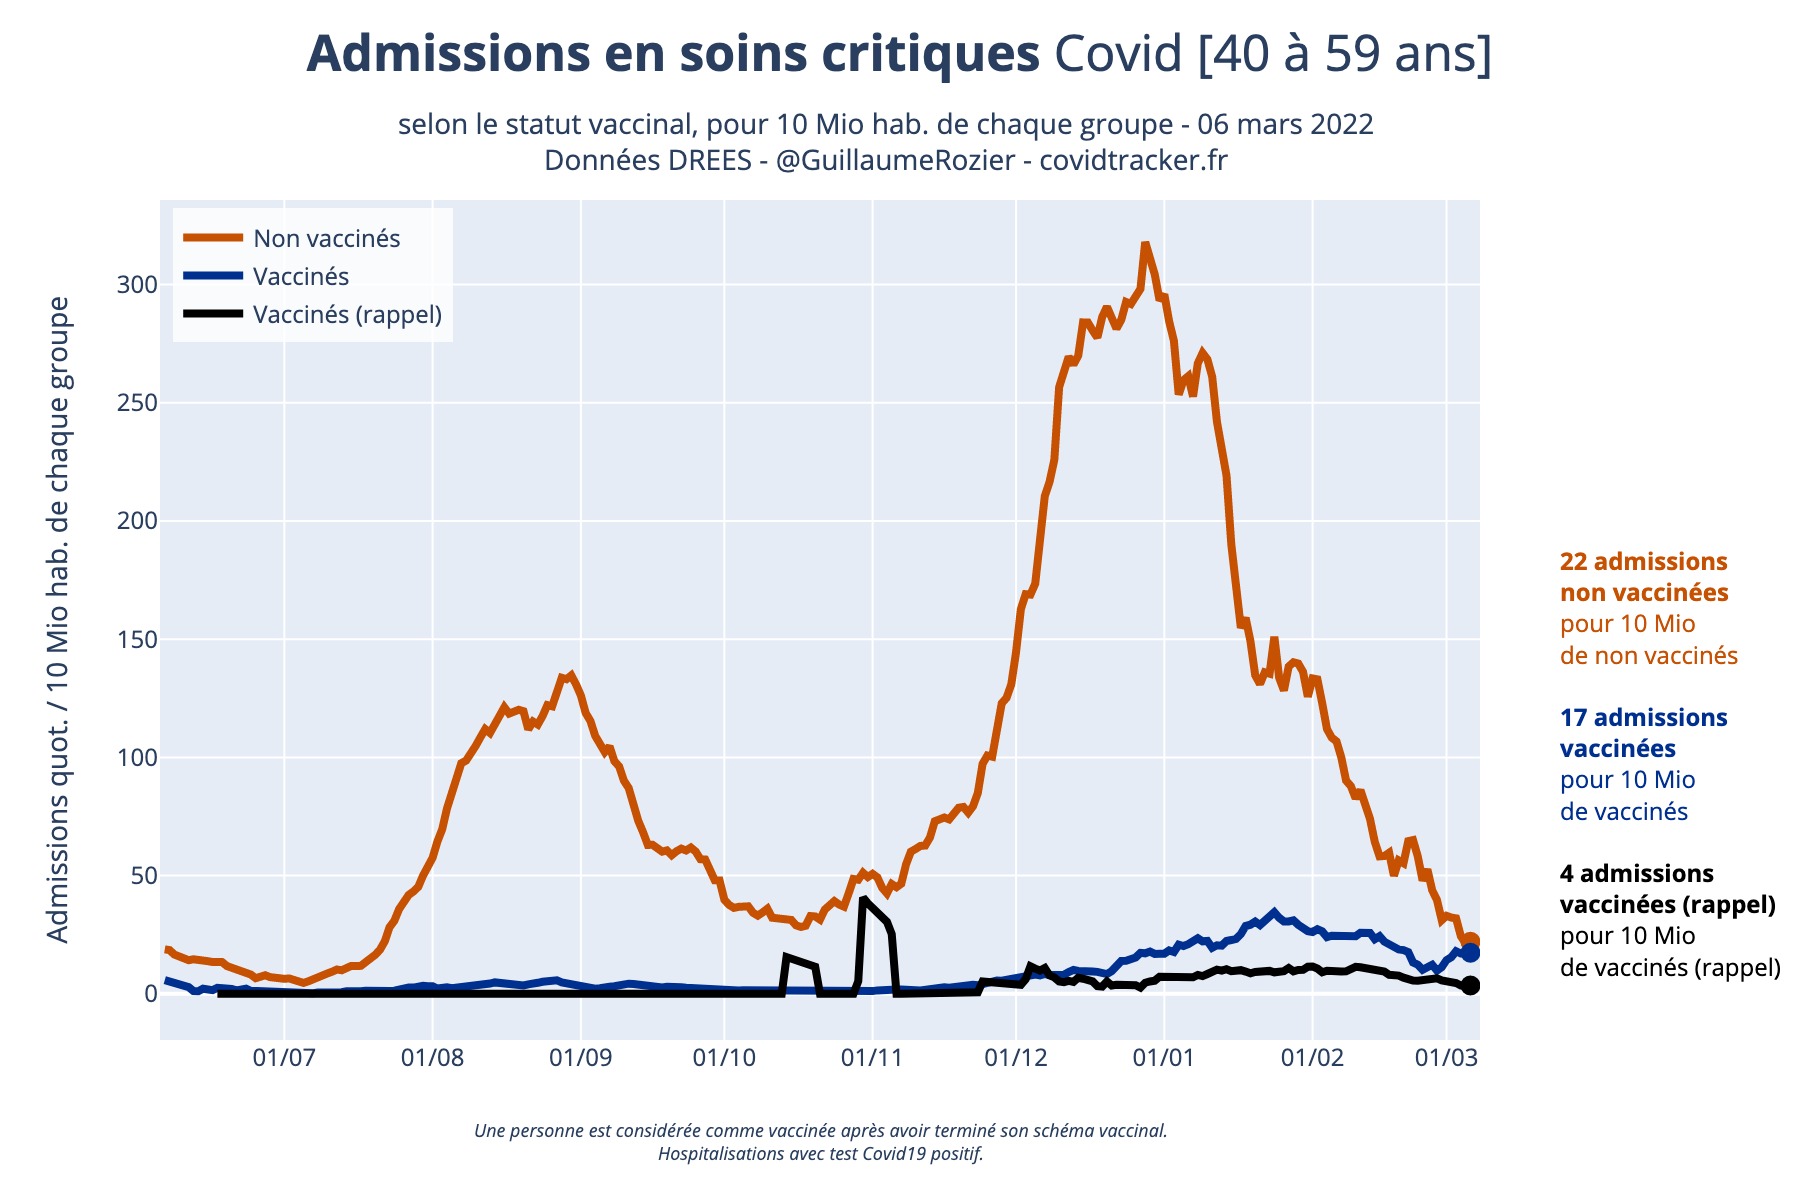 Admissions en soins critiques Covid [40 à 59 ans]
selon le statut vaccinal, pour 10 Mio hab. de chaque groupe - 06 mars 2022
Données DREES - @GuillaumeRozier - covidtracker.fr
Non vaccinés
Vaccinés
Vaccinés (rappel)
Admissions quot. / 10 Mio hab. de chaque groupe
300
250
200
150
100
50
0
01/07
01/08
01/09
01/10
01/11
01/12
01/01
01/02
01/03
22 admissions
non vaccinées
pour 10 Mio
de non vaccinés
17 admissions
vaccinées
pour 10 Mio
de vaccinés
4 admissions
vaccinées (rappel)
pour 10 Mio
de vaccinés (rappel)
Une personne est considérée comme vaccinée après avoir terminé son schéma vaccinal.
Hospitalisations avec test Covid19 positif.